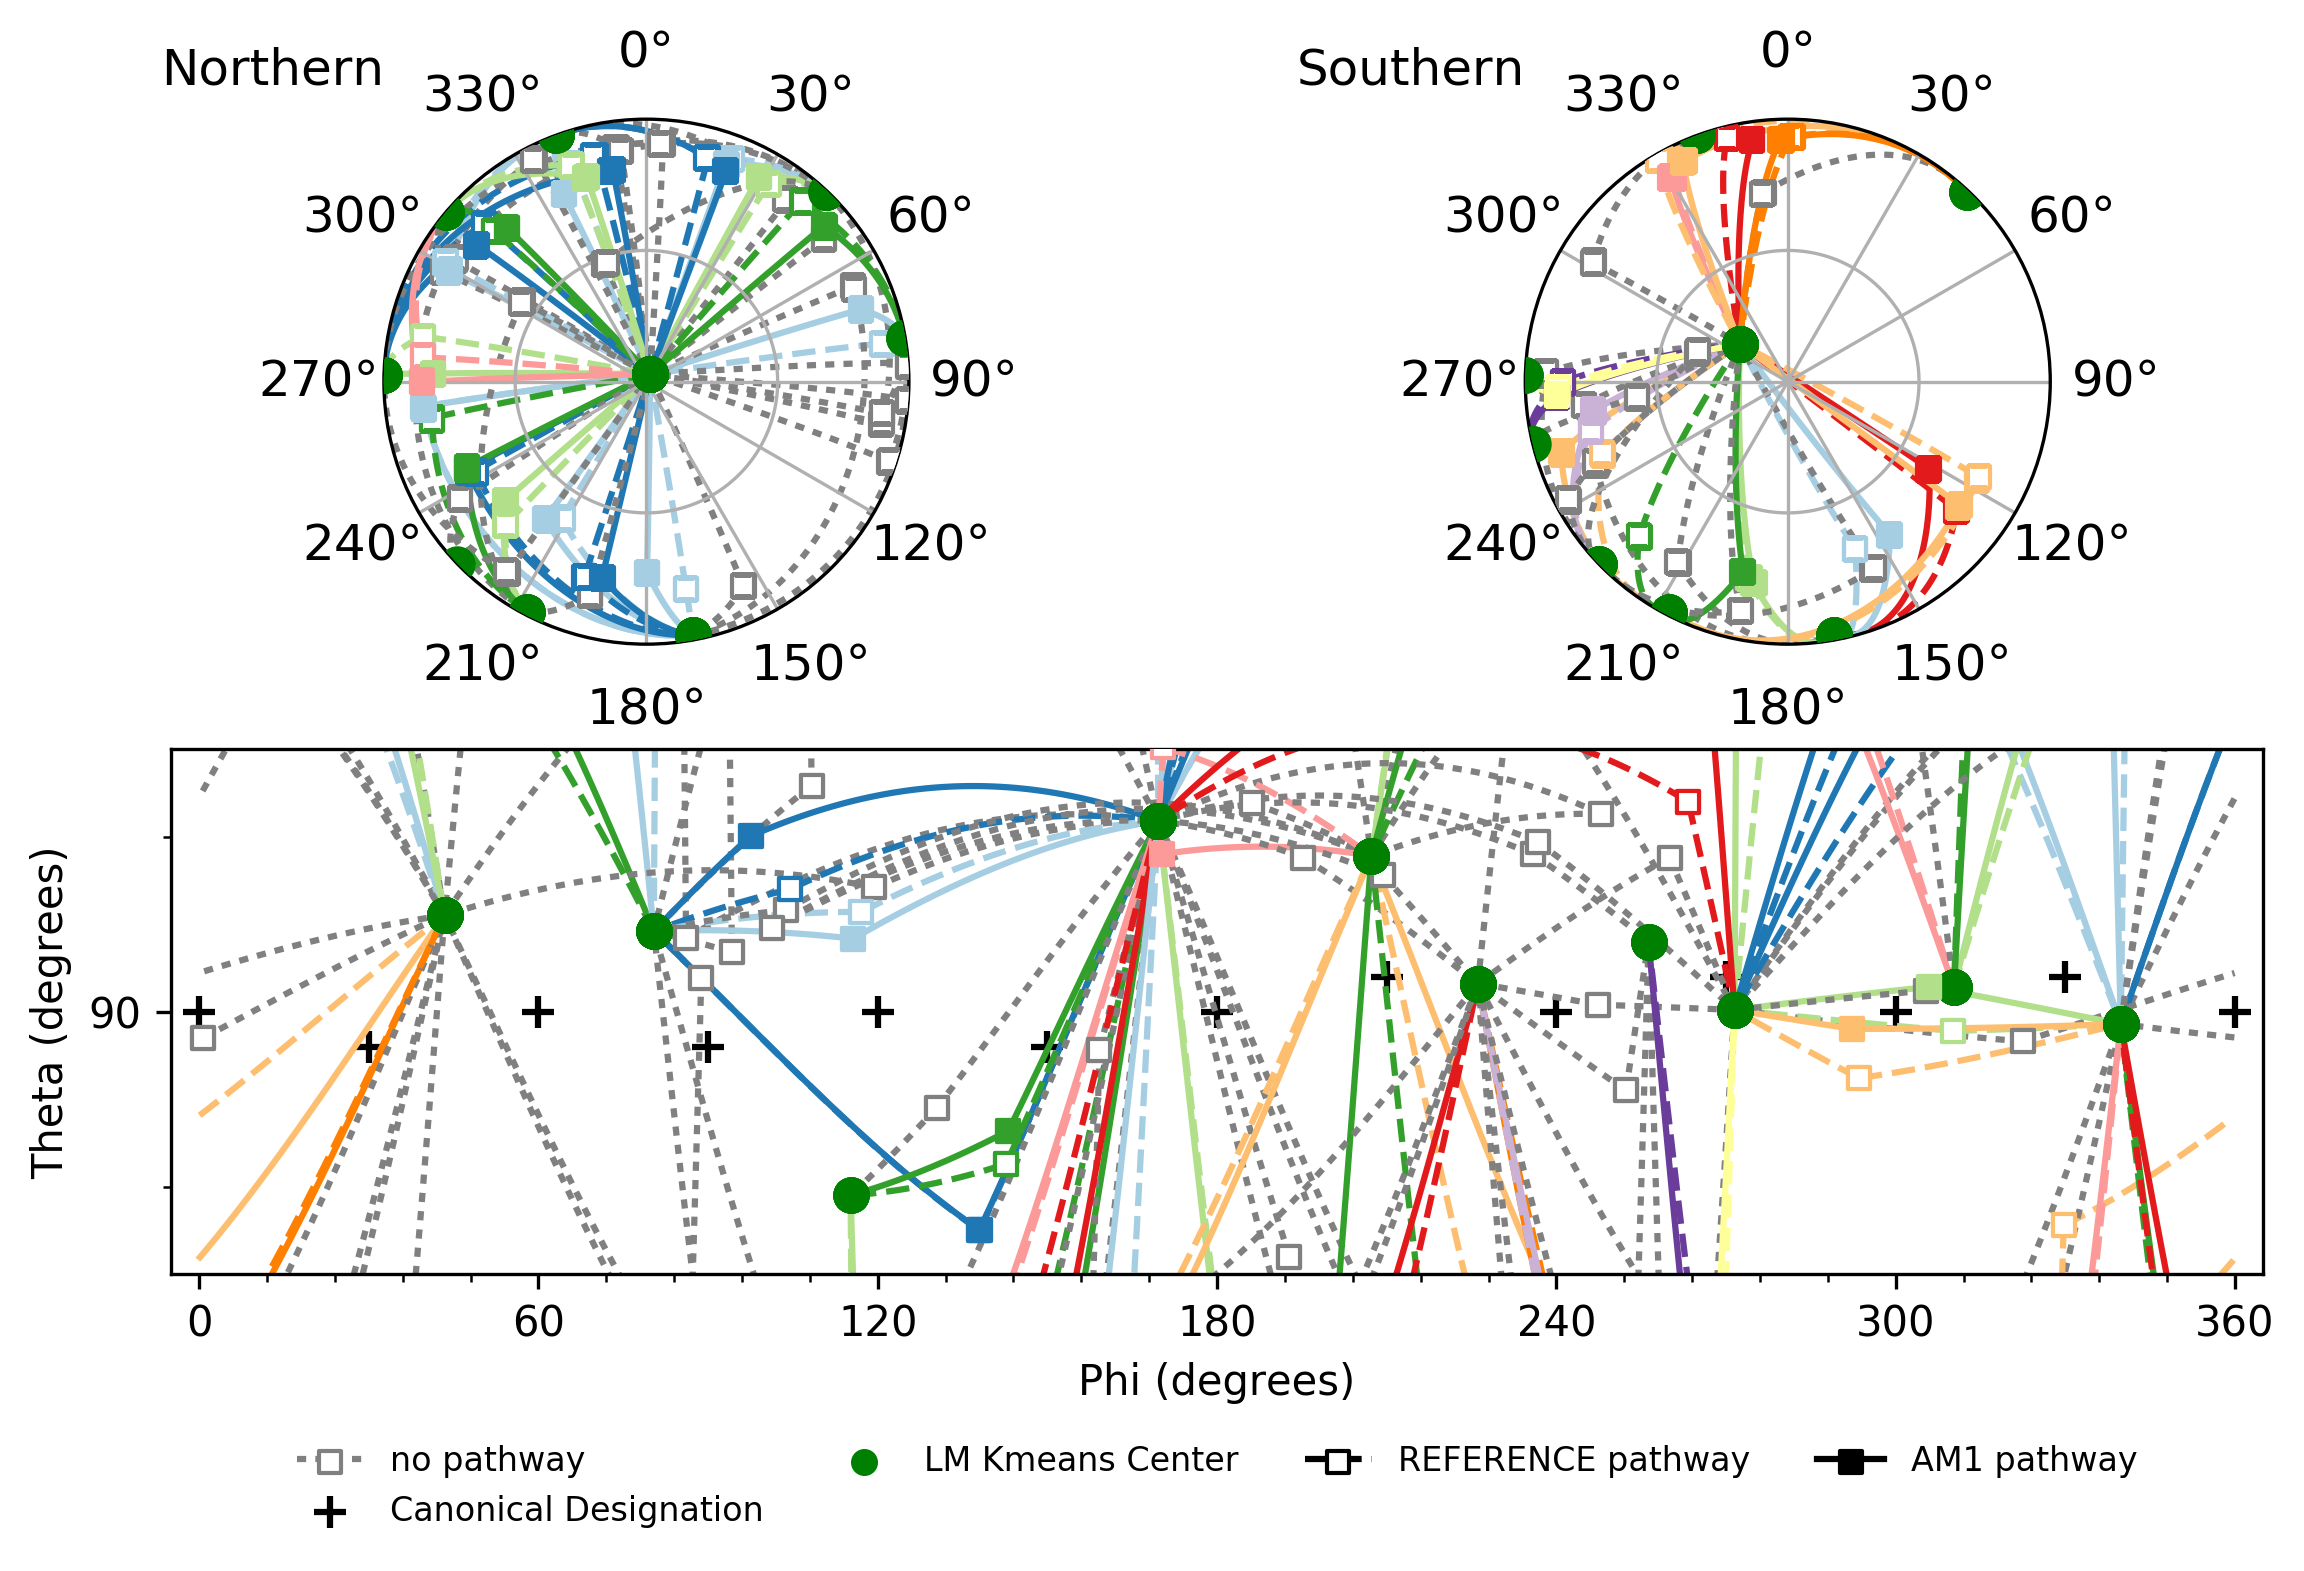 Northern
Southern
0°
30°
60°
90°
120°
150°
180°
210°
240°
270°
300°
330°
0°
30°
60°
90°
120°
150°
180°
210°
240°
270°
300°
330°
Theta (degrees)
90
0 60 120 180 240 300 360
Phi (degrees)
no pathway
Canonical Designation
LM Kmeans Center
REFERENCE pathway
AM1 pathway